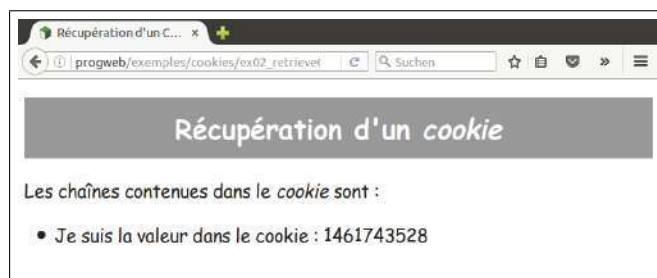 Récupération d'un C... ×
progweb/exemples/cookies/ex02_retrieve
Suchen
Récupération d'un cookie
Les chaînes contenues dans le cookie sont :
• Je suis la valeur dans le cookie : 1461743528